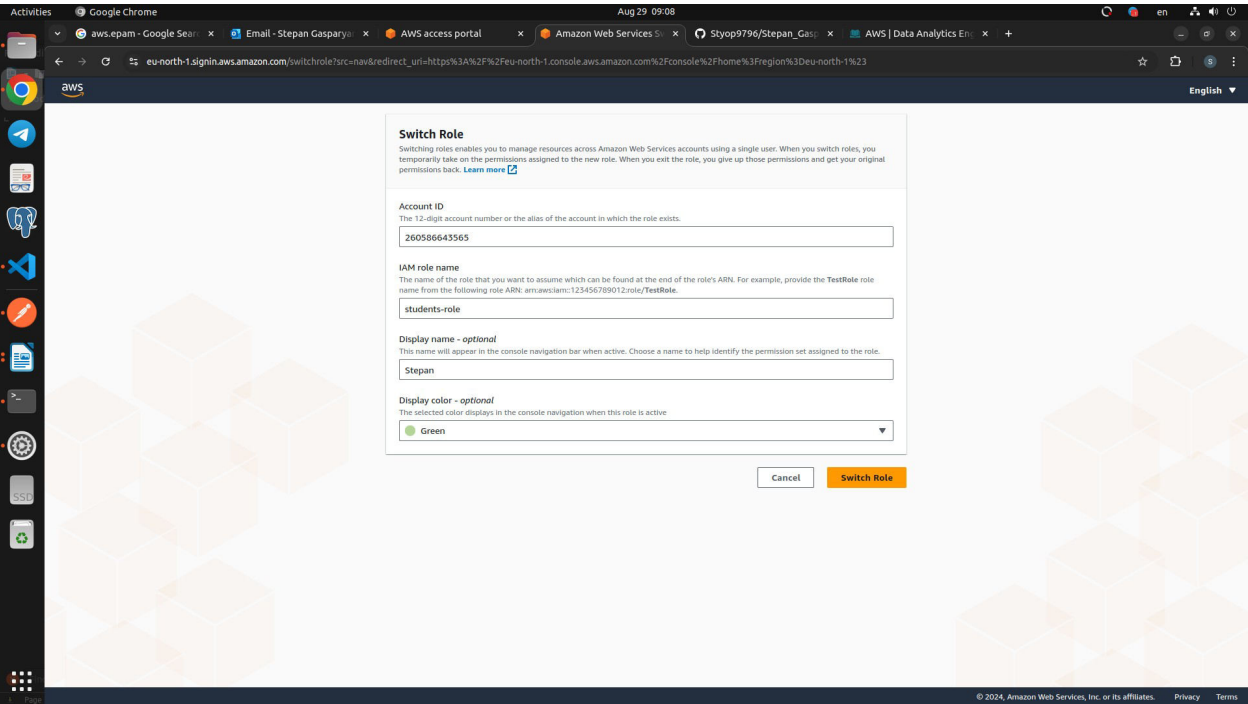 Activities Google Chrome Aug 29 09:08 en
aws.epam - Google Sear Email - Stepan Gasparya AWS access portal Amazon Web Services Sw Styop9796/Stepan_Gasp AWS | Data Analytics Eng
eu-north-1.signin.aws.amazon.com/switchrole?src=nav&redirect_uri=https%3A%2F%2Feu-north-1.console.aws.amazon.com%2Fconsole%2Fhome%3Fregion%3Deu-north-1%23 S
aws English
Switch Role
Switching roles enables you to manage resources across Amazon Web Services accounts using a single user. When you switch roles, you
temporarily take on the permissions assigned to the new role. When you exit the role, you give up those permissions and get your original
permissions back. Learn more
Account ID
The 12-digit account number or the alias of the account in which the role exists.
260586643565
IAM role name
The name of the role that you want to assume which can be found at the end of the role's ARN. For example, provide the TestRole role
name from the following role ARN: arn:aws:iam::123456789012:role/TestRole.
students-role
Display name - optional
This name will appear in the console navigation bar when active. Choose a name to help identify the permission set assigned to the role.
Stepan
Display color - optional
The selected color displays in the console navigation when this role is active
Green
Cancel Switch Role
SSD
Page
© 2024, Amazon Web Services, Inc. or its affiliates. Privacy Terms